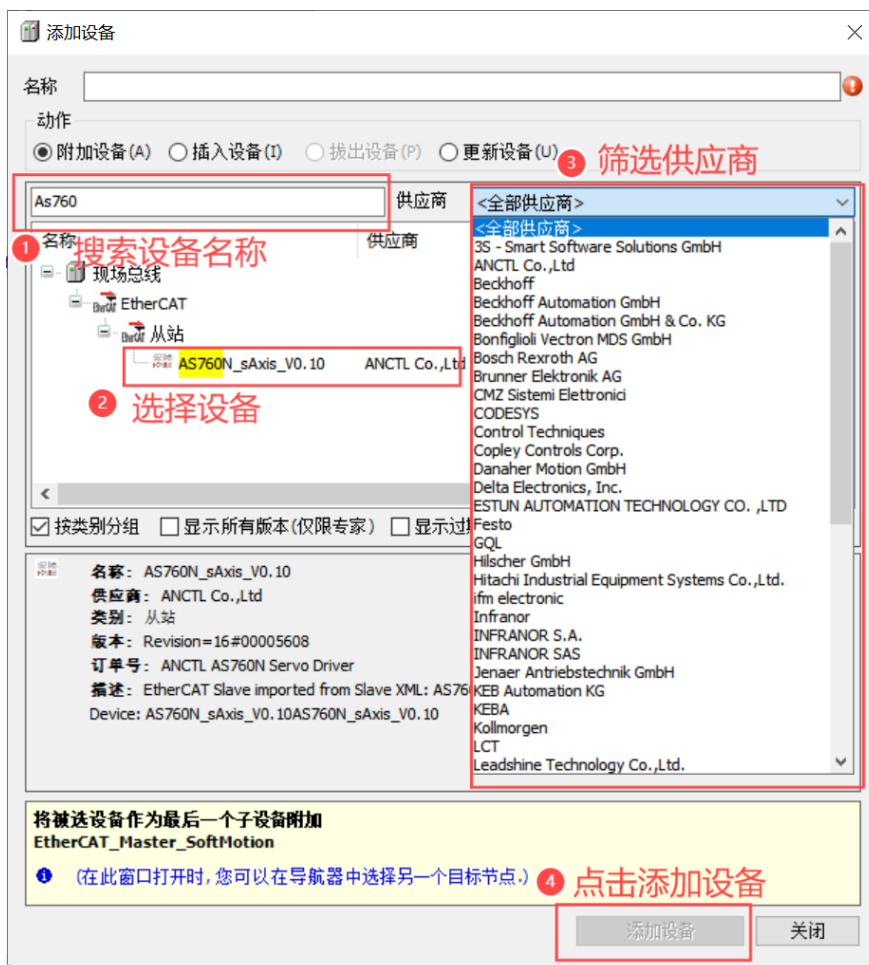 添加设备
名称
动作
附加设备(A) 插入设备(I) 拔出设备(P) 更新设备(U)
3 筛选供应商
As760 供应商 <全部供应商>
1 搜索设备名称
名称 供应商
现场总线
EtherCAT
从站
AS760N_sAxis_V0.10 ANCTL Co.,Ltd
2 选择设备
<全部供应商>
3S - Smart Software Solutions GmbH
ANCTL Co.,Ltd
Beckhoff
Beckhoff Automation GmbH
Beckhoff Automation GmbH & Co. KG
Bonfiglioli Vectron MDS GmbH
Bosch Rexroth AG
Brunner Elektronik AG
CMZ Sistemi Elettronici
CODESYS
Control Techniques
Copley Controls Corp.
Danaher Motion GmbH
Delta Electronics, Inc.
ESTUN AUTOMATION TECHNOLOGY CO. ,LTD
Festo
GQL
Hilscher GmbH
Hitachi Industrial Equipment Systems Co.,Ltd.
ifm electronic
Infranor
INFRANOR S.A.
INFRANOR SAS
Jenaer Antriebstechnik GmbH
KEB Automation KG
KEBA
Kollmorgen
LCT
Leadshine Technology Co.,Ltd.
按类别分组 显示所有版本(仅限专家) 显示过
名称: AS760N_sAxis_V0.10
供应商: ANCTL Co.,Ltd
类别: 从站
版本: Revision=16#00005608
订单号: ANCTL AS760N Servo Driver
描述: EtherCAT Slave imported from Slave XML: AS76
Device: AS760N_sAxis_V0.10AS760N_sAxis_V0.10
将被选设备作为最后一个子设备附加
EtherCAT_Master_SoftMotion
(在此窗口打开时,您可以在导航器中选择另一个目标节点.)
4 点击添加设备
添加设备 关闭